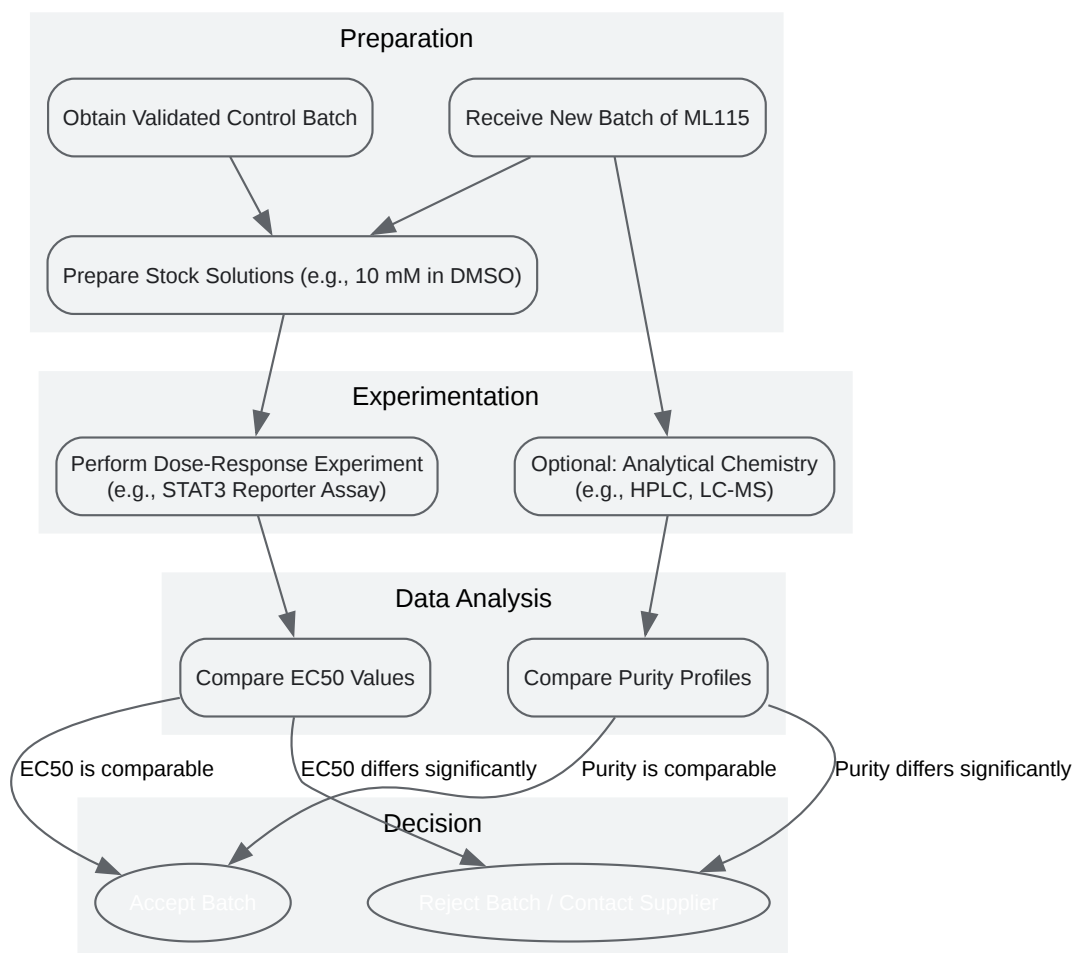 Preparation
Obtain Validated Control Batch
Receive New Batch of ML115
Prepare Stock Solutions (e.g., 10 mM in DMSO)
Experimentation
Perform Dose-Response Experiment
(e.g., STAT3 Reporter Assay)
Optional: Analytical Chemistry
(e.g., HPLC, LC-MS)
Data Analysis
Compare EC50 Values
Compare Purity Profiles
EC50 is comparable
EC50 differs significantly
Purity is comparable
Purity differs significantly
Decision
Accept Batch
Reject Batch / Contact Supplier